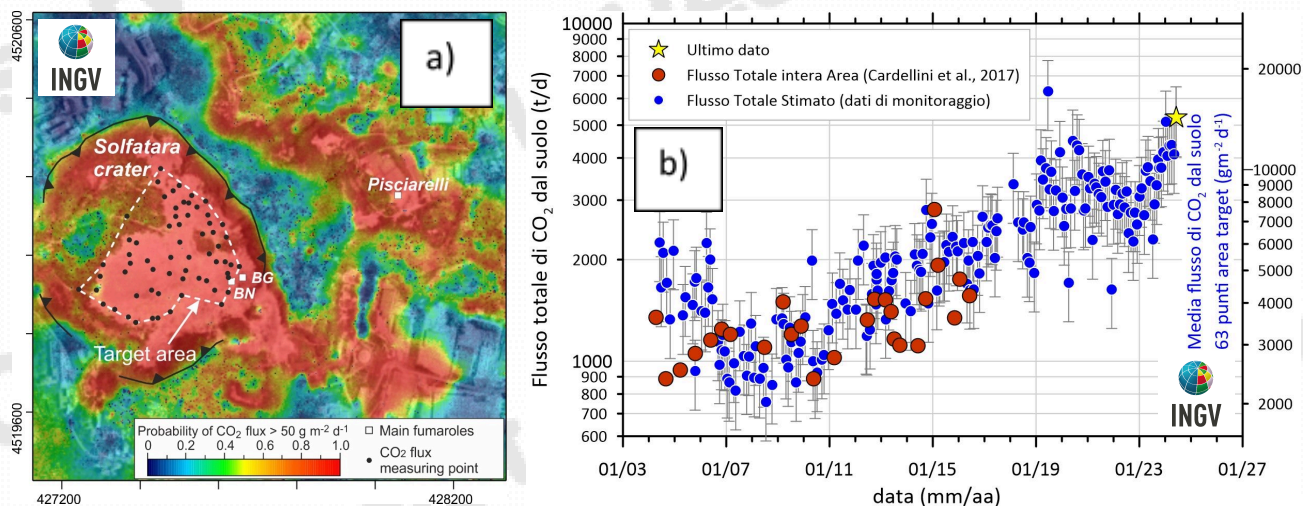 4520600
4519600
427200
428200
INGV
a)
Solfatara
crater
Pisciarelli
BG
BN
Target area
Probability of CO2 flux > 50 g m-2 d-1
0 0.2 0.4 0.6 0.8 1.0
Main fumaroles
CO2 flux
measuring point
Flusso totale di CO2 dal suolo (t/d)
10000
9000
8000
7000
6000
5000
4000
3000
2000
1000
900
800
700
600
Ultimo dato
Flusso Totale intera Area (Cardellini et al., 2017)
Flusso Totale Stimato (dati di monitoraggio)
b)
20000
10000
9000
8000
7000
6000
5000
4000
3000
2000
Media flusso di CO2 dal suolo
63 punti area target (gm-2 d-1)
INGV
01/03 01/07 01/11 01/15 01/19 01/23 01/27
data (mm/aa)